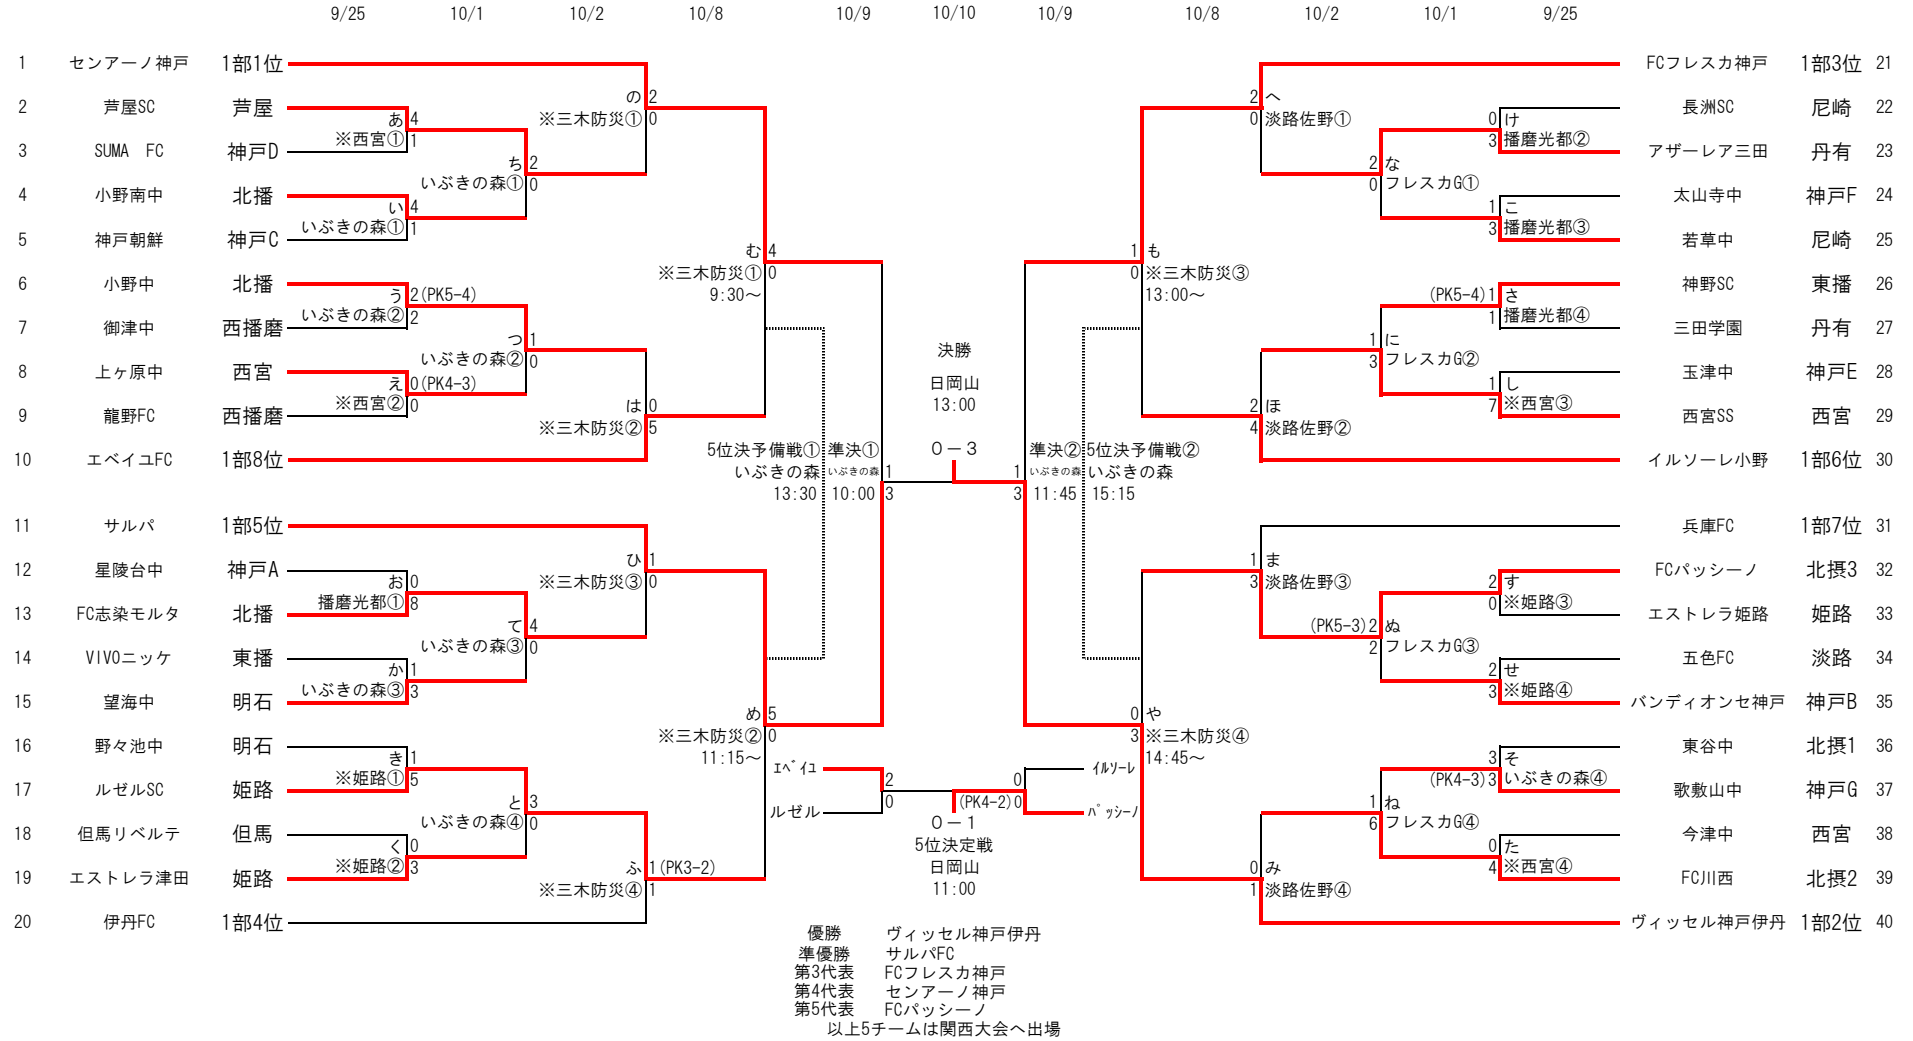 9/25 10/1 10/2 10/8 10/9 10/10 10/9 10/8 10/2 10/1 9/25
1 センアーノ神戸 1部1位
2 芦屋SC 芦屋
3 SUMA FC 神戸D
4 小野南中 北播
5 神戸朝鮮 神戸C
6 小野中 北播
7 御津中 西播磨
8 上ヶ原中 西宮
9 龍野FC 西播磨
10 エベイユFC 1部8位
11 サルパ 1部5位
12 星陵台中 神戸A
13 FC志染モルタ 北播
14 VIVOニッケ 東播
15 望海中 明石
16 野々池中 明石
17 ルゼルSC 姫路
18 但馬リベルテ 但馬
19 エストレラ津田 姫路
20 伊丹FC 1部4位
あ 4
※西宮① 1
い 4
いぶきの森① 1
う 2(PK5-4)
いぶきの森② 2
え 0(PK4-3)
※西宮② 0
お 0
播磨光都① 8
か 1
いぶきの森③ 3
き 1
※姫路① 5
く 0
※姫路② 3
ち 2
いぶきの森① 0
つ 1
いぶきの森② 0
て 4
いぶきの森③ 0
と 3
いぶきの森④ 0
の 2
※三木防災① 0
は 0
※三木防災② 5
ひ 1
※三木防災③ 0
ふ 1(PK3-2)
※三木防災④ 1
む 4
※三木防災① 0
9:30～
め 5
※三木防災② 0
11:15～
5位決予備戦①
いぶきの森
13:30
準決① 1
いぶきの森
10:00 3
決勝
日岡山
13:00
0－3
1 準決②
いぶきの森
3 11:45
5位決予備戦②
いぶきの森
15:15
エベイユ 2
ルゼル 0
0 イルソーレ
(PK4-2)0 パッシーノ
0－1
5位決定戦
日岡山
11:00
1 も
0 ※三木防災③
13:00～
0 や
3 ※三木防災④
14:45～
2 へ
0 淡路佐野①
2 ほ
4 淡路佐野②
1 ま
3 淡路佐野③
0 み
1 淡路佐野④
2 な
0 フレスカG①
1 に
3 フレスカG②
(PK5-3)2 ぬ
2 フレスカG③
1 ね
6 フレスカG④
0 け
3 播磨光都②
1 こ
3 播磨光都③
(PK5-4)1 さ
1 播磨光都④
1 し
7 ※西宮③
2 す
0 ※姫路③
2 せ
3 ※姫路④
3 そ
(PK4-3)3 いぶきの森④
0 た
4 ※西宮④
FCフレスカ神戸 1部3位 21
長洲SC 尼崎 22
アザーレア三田 丹有 23
太山寺中 神戸F 24
若草中 尼崎 25
神野SC 東播 26
三田学園 丹有 27
玉津中 神戸E 28
西宮SS 西宮 29
イルソーレ小野 1部6位 30
兵庫FC 1部7位 31
FCパッシーノ 北摂3 32
エストレラ姫路 姫路 33
五色FC 淡路 34
バンディオンセ神戸 神戸B 35
東谷中 北摂1 36
歌敷山中 神戸G 37
今津中 西宮 38
FC川西 北摂2 39
ヴィッセル神戸伊丹 1部2位 40
優勝 ヴィッセル神戸伊丹
準優勝 サルパFC
第3代表 FCフレスカ神戸
第4代表 センアーノ神戸
第5代表 FCパッシーノ
以上5チームは関西大会へ出場